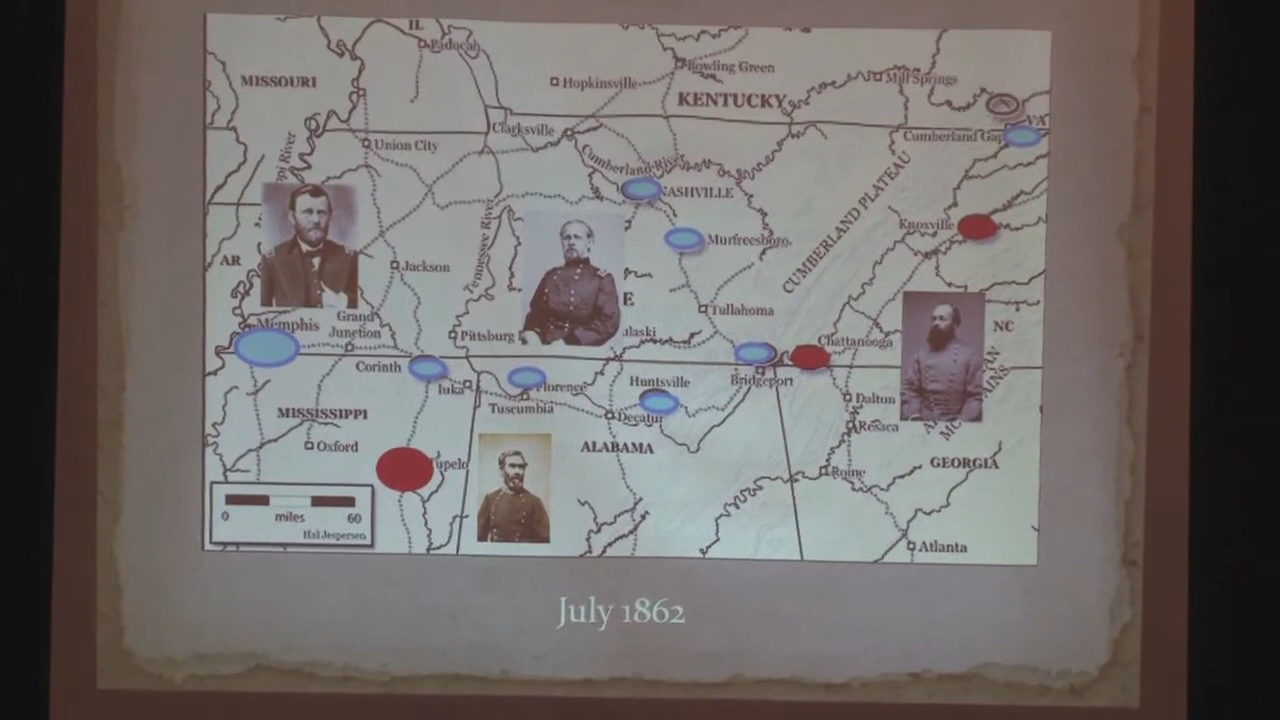 IL
Paducah
MISSOURI
Hopkinsville
Bowling Green
KENTUCKY
Mill Springs
VA
Clarksville
Cumberland Gap
Union City
Cumberland River
NASHVILLE
CUMBERLAND PLATEAU
Knoxville
Murfreesboro
Tennessee River
AR
Jackson
E
Tullahoma
NC
Memphis
Grand
Junction
Pittsburg
Chattanooga
Corinth
Iuka
Florence
Huntsville
Bridgeport
Tuscumbia
Decatur
Dalton
MISSISSIPPI
Resaca
Oxford
ALABAMA
Tupelo
Rome
GEORGIA
0 miles 60
Hal Jespersen
Atlanta
July 1862